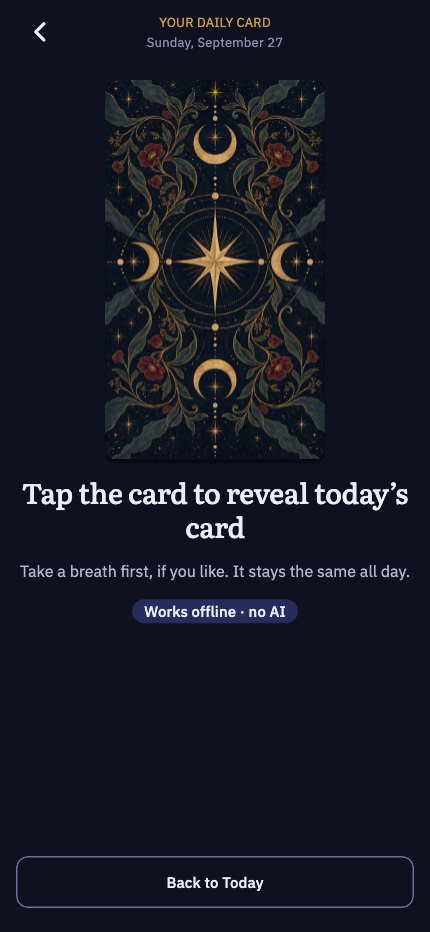 YOUR DAILY CARD
Sunday, September 27
Tap the card to reveal today’s
card
Take a breath first, if you like. It stays the same all day.
Works offline · no AI
Back to Today